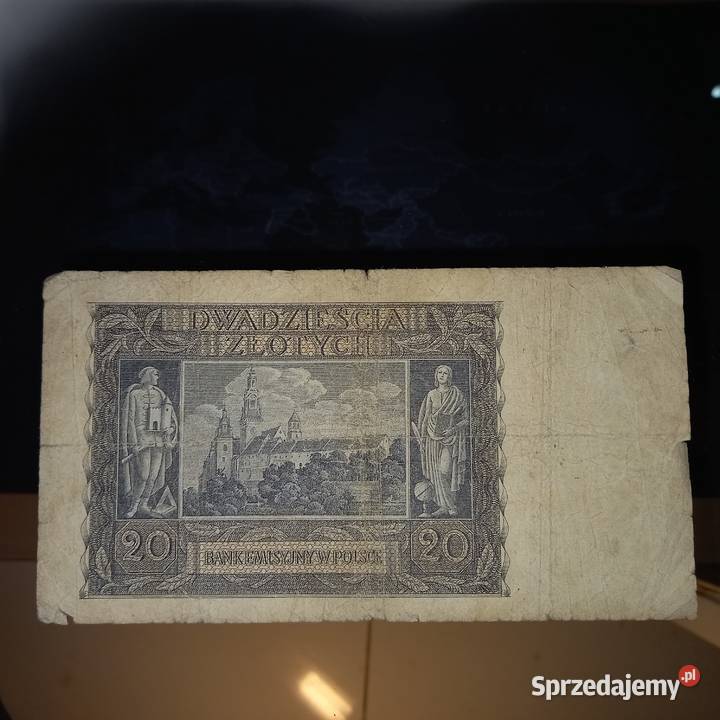 DWADZIEŚCIA
ZŁOTYCH
20
BANK EMISYJNY W POLSCE
20
Sprzedajemy.pl